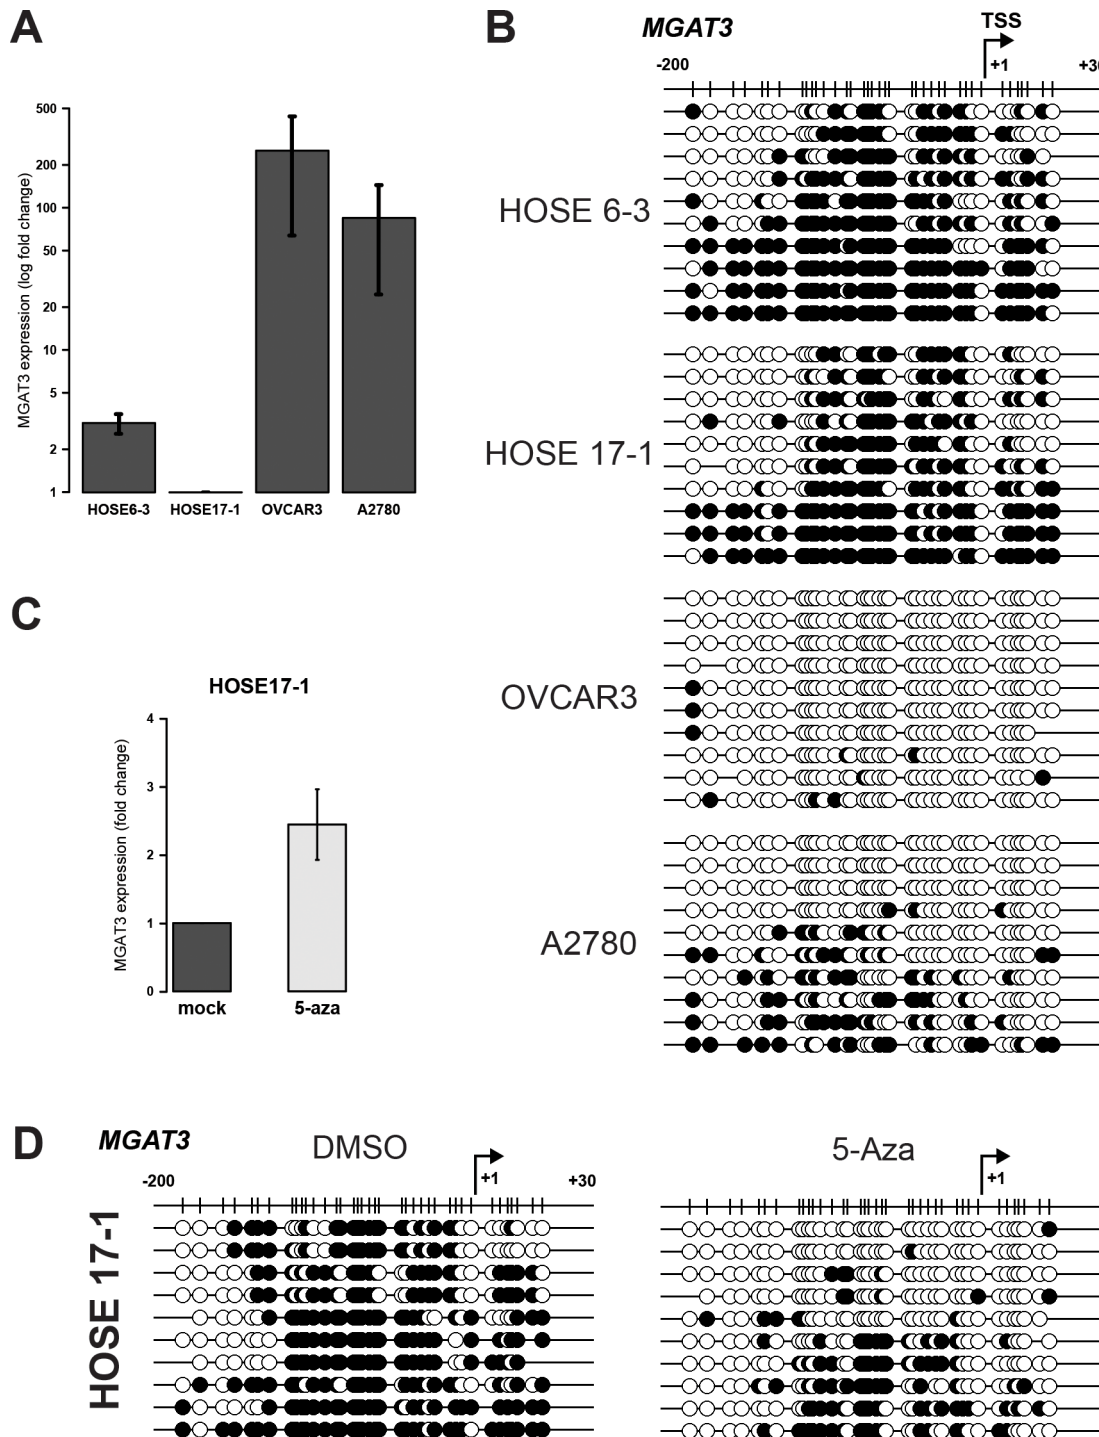 A
MGAT3 expression (log fold change)
500
200
100
50
20
10
5
2
1
HOSE6-3 HOSE17-1 OVCAR3 A2780
B
MGAT3
TSS
-200 +1 +30
HOSE 6-3
HOSE 17-1
OVCAR3
A2780
C
HOSE17-1
MGAT3 expression (fold change)
4
3
2
1
0
mock 5-aza
D
MGAT3
DMSO
5-Aza
-200 +1 +30
+1
HOSE 17-1